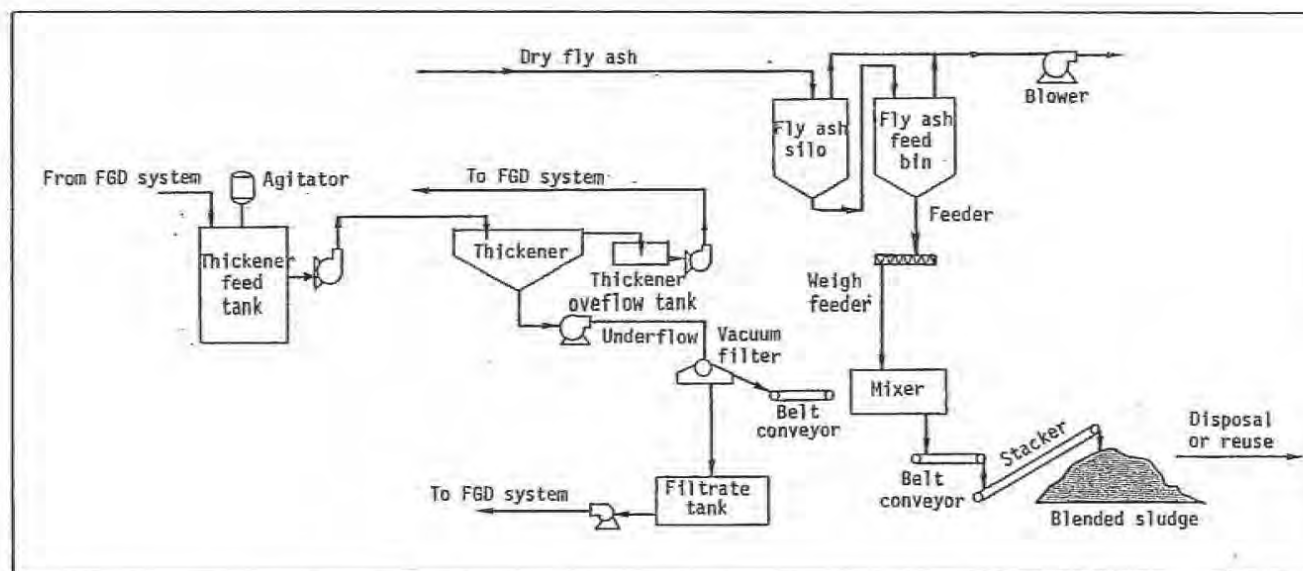 Dry fly ash
Blower
Fly ash
silo
Fly ash
feed
bin
From FGD system
Agitator
To FGD system
Feeder
Thickener
feed
tank
Thickener
Thickener
oveflow tank
Weigh
feeder
Underflow
Vacuum
filter
Mixer
Belt
conveyor
Stacker
Disposal
or reuse
Belt
conveyor
To FGD system
Filtrate
tank
Blended sludge